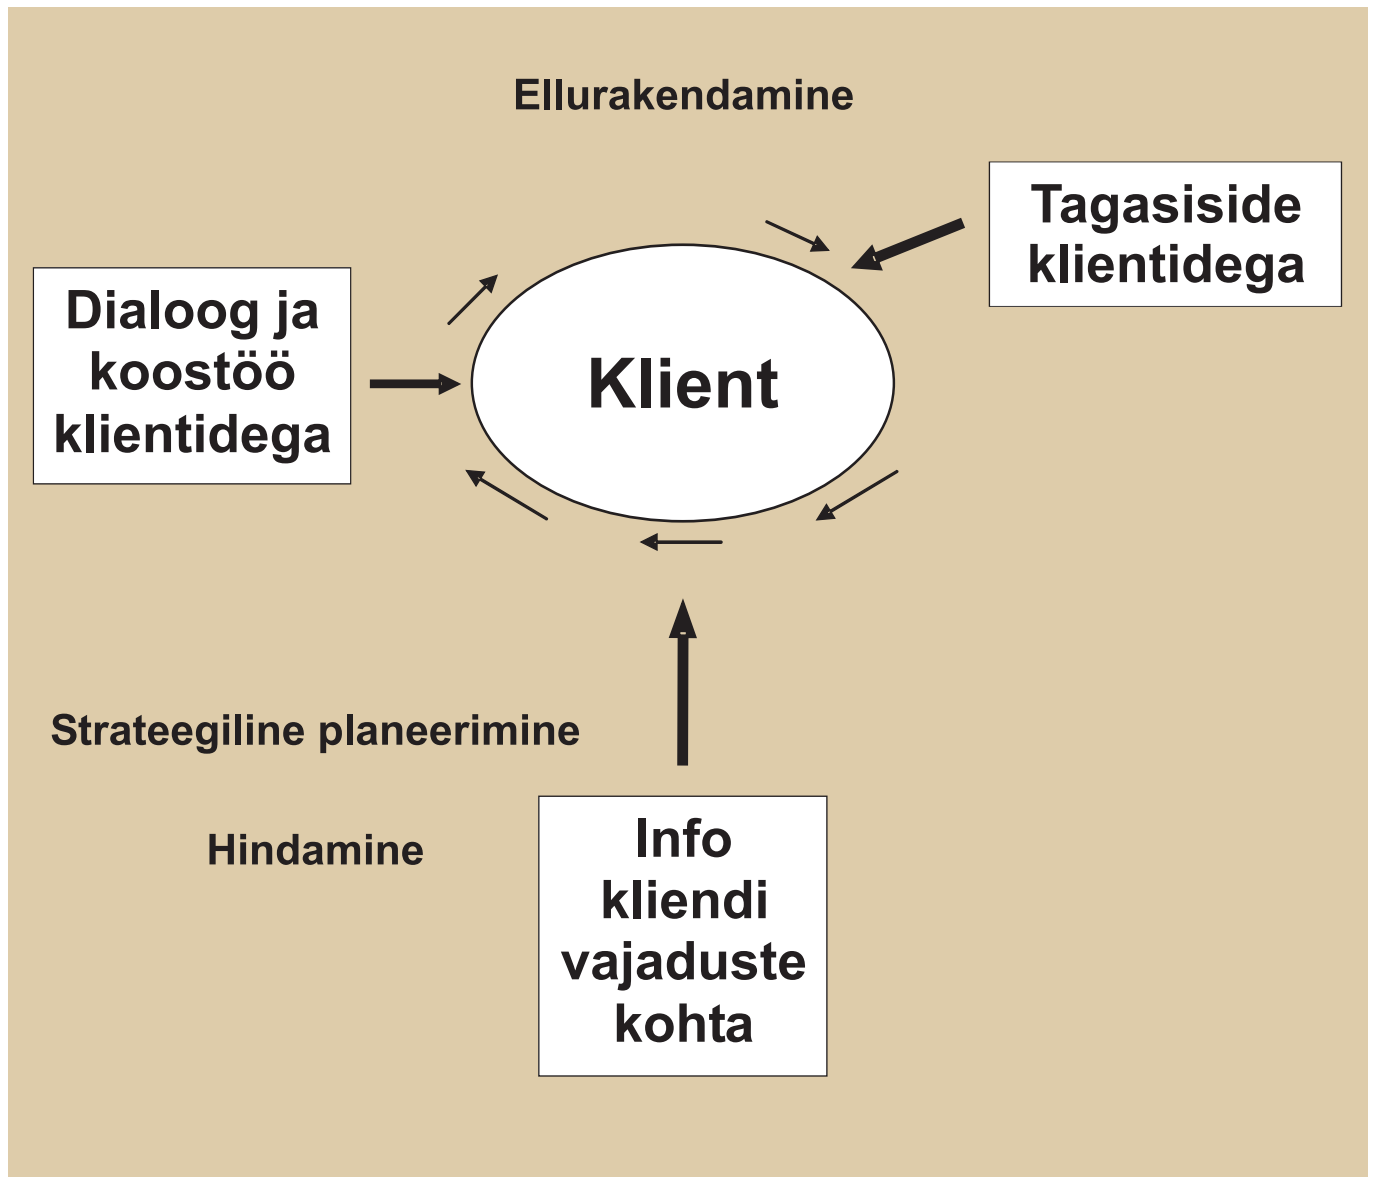 Ellurakendamine
Tagasiside
klientidega
Dialoog ja
koostöö
klientidega
Klient
Strateegiline planeerimine
Hindamine
Info
kliendi
vajaduste
kohta